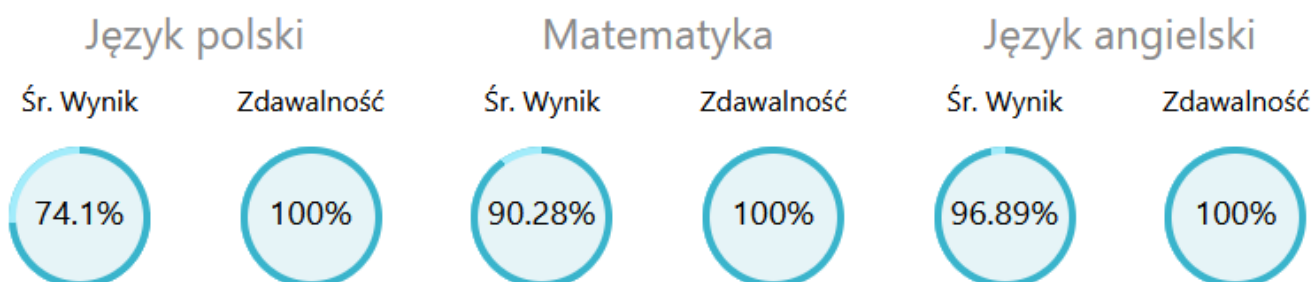 Język polski Matematyka Język angielski
Śr. Wynik Zdawalność Śr. Wynik Zdawalność Śr. Wynik Zdawalność
74.1% 100% 90.28% 100% 96.89% 100%